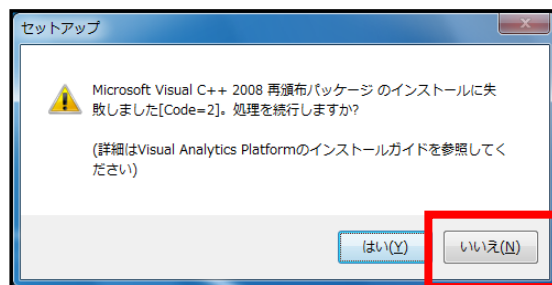 セットアップ
Microsoft Visual C++ 2008 再頒布パッケージ のインストールに失
敗しました[Code=2]。処理を続行しますか?
(詳細はVisual Analytics Platformのインストールガイドを参照してく
ださい)
はい(Y)
いいえ(N)